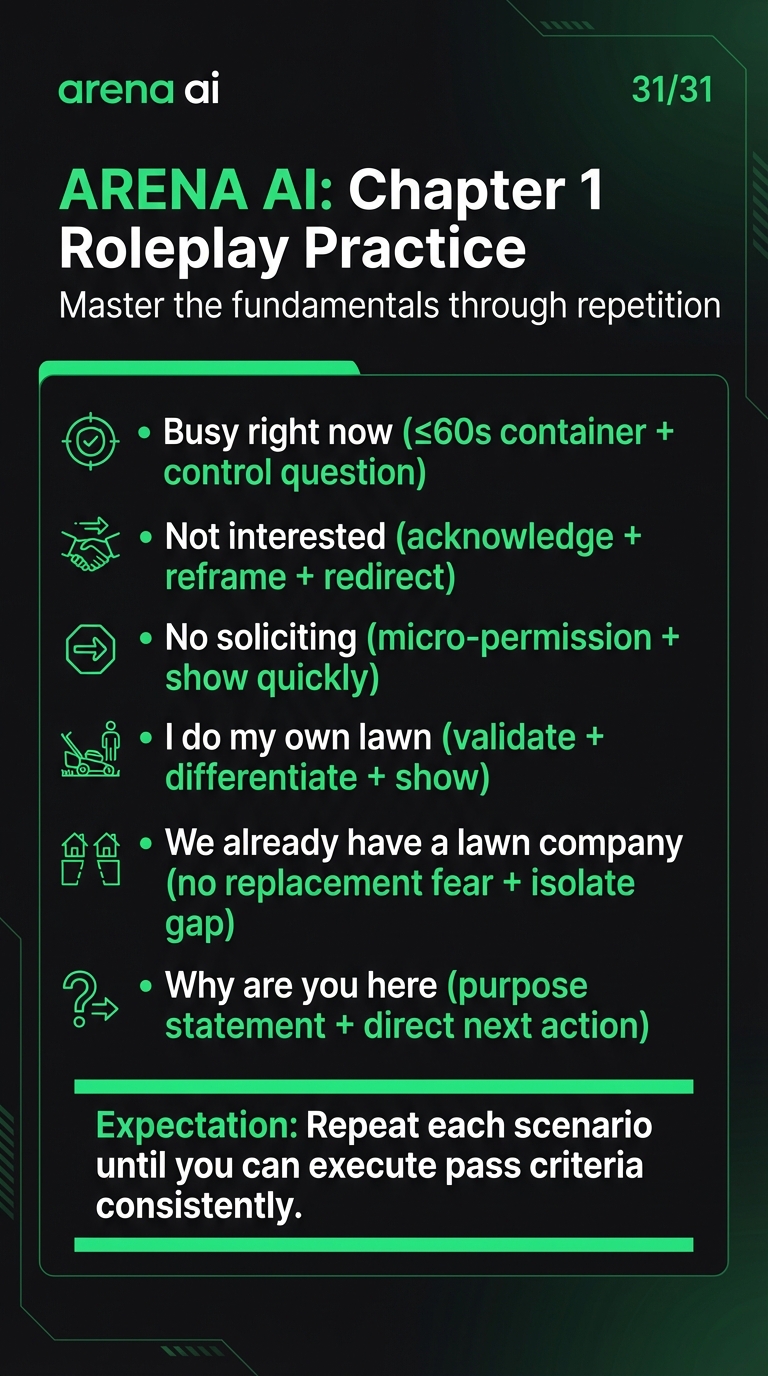 arena ai
31/31
ARENA AI: Chapter 1
Roleplay Practice
Master the fundamentals through repetition
• Busy right now (≤60s container +
control question)
• Not interested (acknowledge +
reframe + redirect)
• No soliciting (micro-permission +
show quickly)
• I do my own lawn (validate +
differentiate + show)
• We already have a lawn company
(no replacement fear + isolate
gap)
• Why are you here (purpose
statement + direct next action)
Expectation: Repeat each scenario
until you can execute pass criteria
consistently.